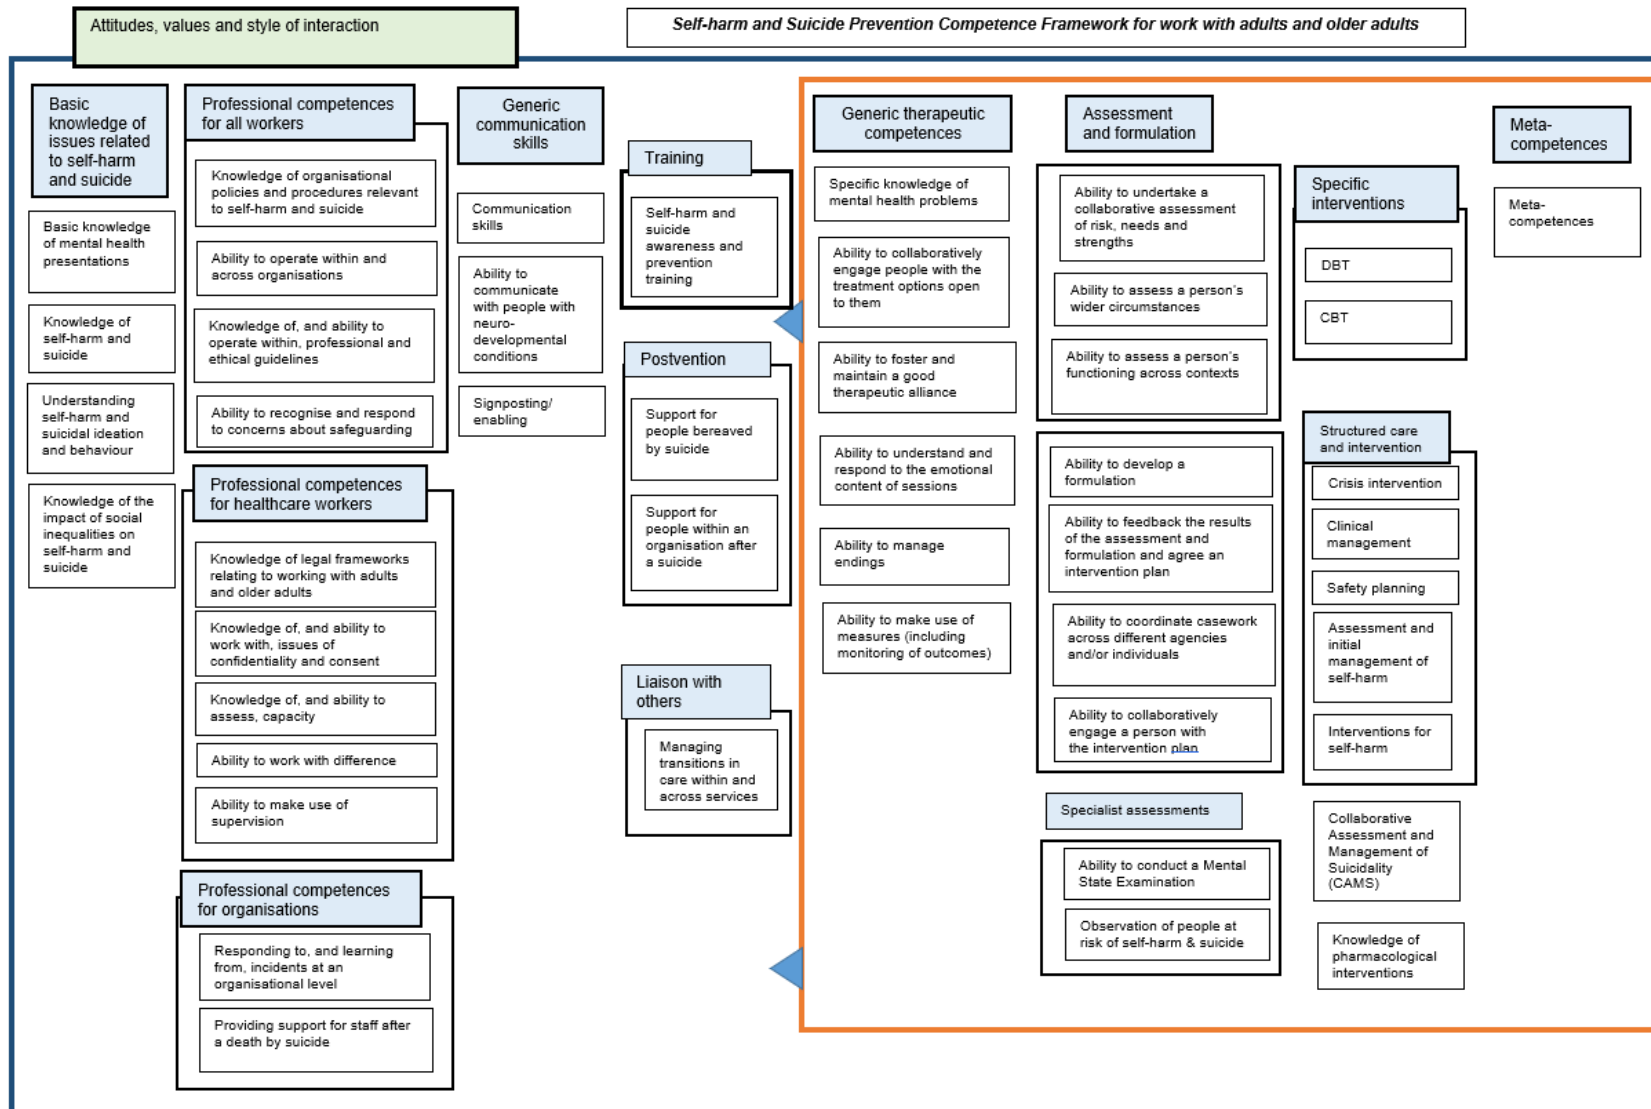 Attitudes, values and style of interaction
Self-harm and Suicide Prevention Competence Framework for work with adults and older adults
Basic
knowledge of
issues related
to self-harm
and suicide
Basic knowledge
of mental health
presentations
Knowledge of
self-harm and
suicide
Understanding
self-harm and
suicidal ideation
and behaviour
Knowledge of the
impact of social
inequalities on
self-harm and
suicide
Professional competences
for all workers
Knowledge of organisational
policies and procedures relevant
to self-harm and suicide
Ability to operate within and
across organisations
Knowledge of, and ability to
operate within, professional and
ethical guidelines
Ability to recognise and respond
to concerns about safeguarding
Professional competences
for healthcare workers
Knowledge of legal frameworks
relating to working with adults
and older adults
Knowledge of, and ability to
work with, issues of
confidentiality and consent
Knowledge of, and ability to
assess, capacity
Ability to work with difference
Ability to make use of
supervision
Professional competences
for organisations
Responding to, and learning
from, incidents at an
organisational level
Providing support for staff after
a death by suicide
Generic
communication
skills
Communication
skills
Ability to
communicate
with people with
neuro-
developmental
conditions
Signposting/
enabling
Training
Self-harm and
suicide
awareness and
prevention
training
Postvention
Support for
people bereaved
by suicide
Support for
people within an
organisation after
a suicide
Liaison with
others
Managing
transitions in
care within and
across services
Generic therapeutic
competences
Specific knowledge of
mental health problems
Ability to collaboratively
engage people with the
treatment options open
to them
Ability to foster and
maintain a good
therapeutic alliance
Ability to understand and
respond to the emotional
content of sessions
Ability to manage
endings
Ability to make use of
measures (including
monitoring of outcomes)
Assessment
and formulation
Ability to undertake a
collaborative assessment
of risk, needs and
strengths
Ability to assess a person's
wider circumstances
Ability to assess a person's
functioning across contexts
Ability to develop a
formulation
Ability to feedback the results
of the assessment and
formulation and agree an
intervention plan
Ability to coordinate casework
across different agencies
and/or individuals
Ability to collaboratively
engage a person with
the intervention plan
Specialist assessments
Ability to conduct a Mental
State Examination
Observation of people at
risk of self-harm & suicide
Specific
interventions
DBT
CBT
Structured care
and intervention
Crisis intervention
Clinical
management
Safety planning
Assessment and
initial
management of
self-harm
Interventions for
self-harm
Collaborative
Assessment and
Management of
Suicidality
(CAMS)
Knowledge of
pharmacological
interventions
Meta-
competences
Meta-
competences